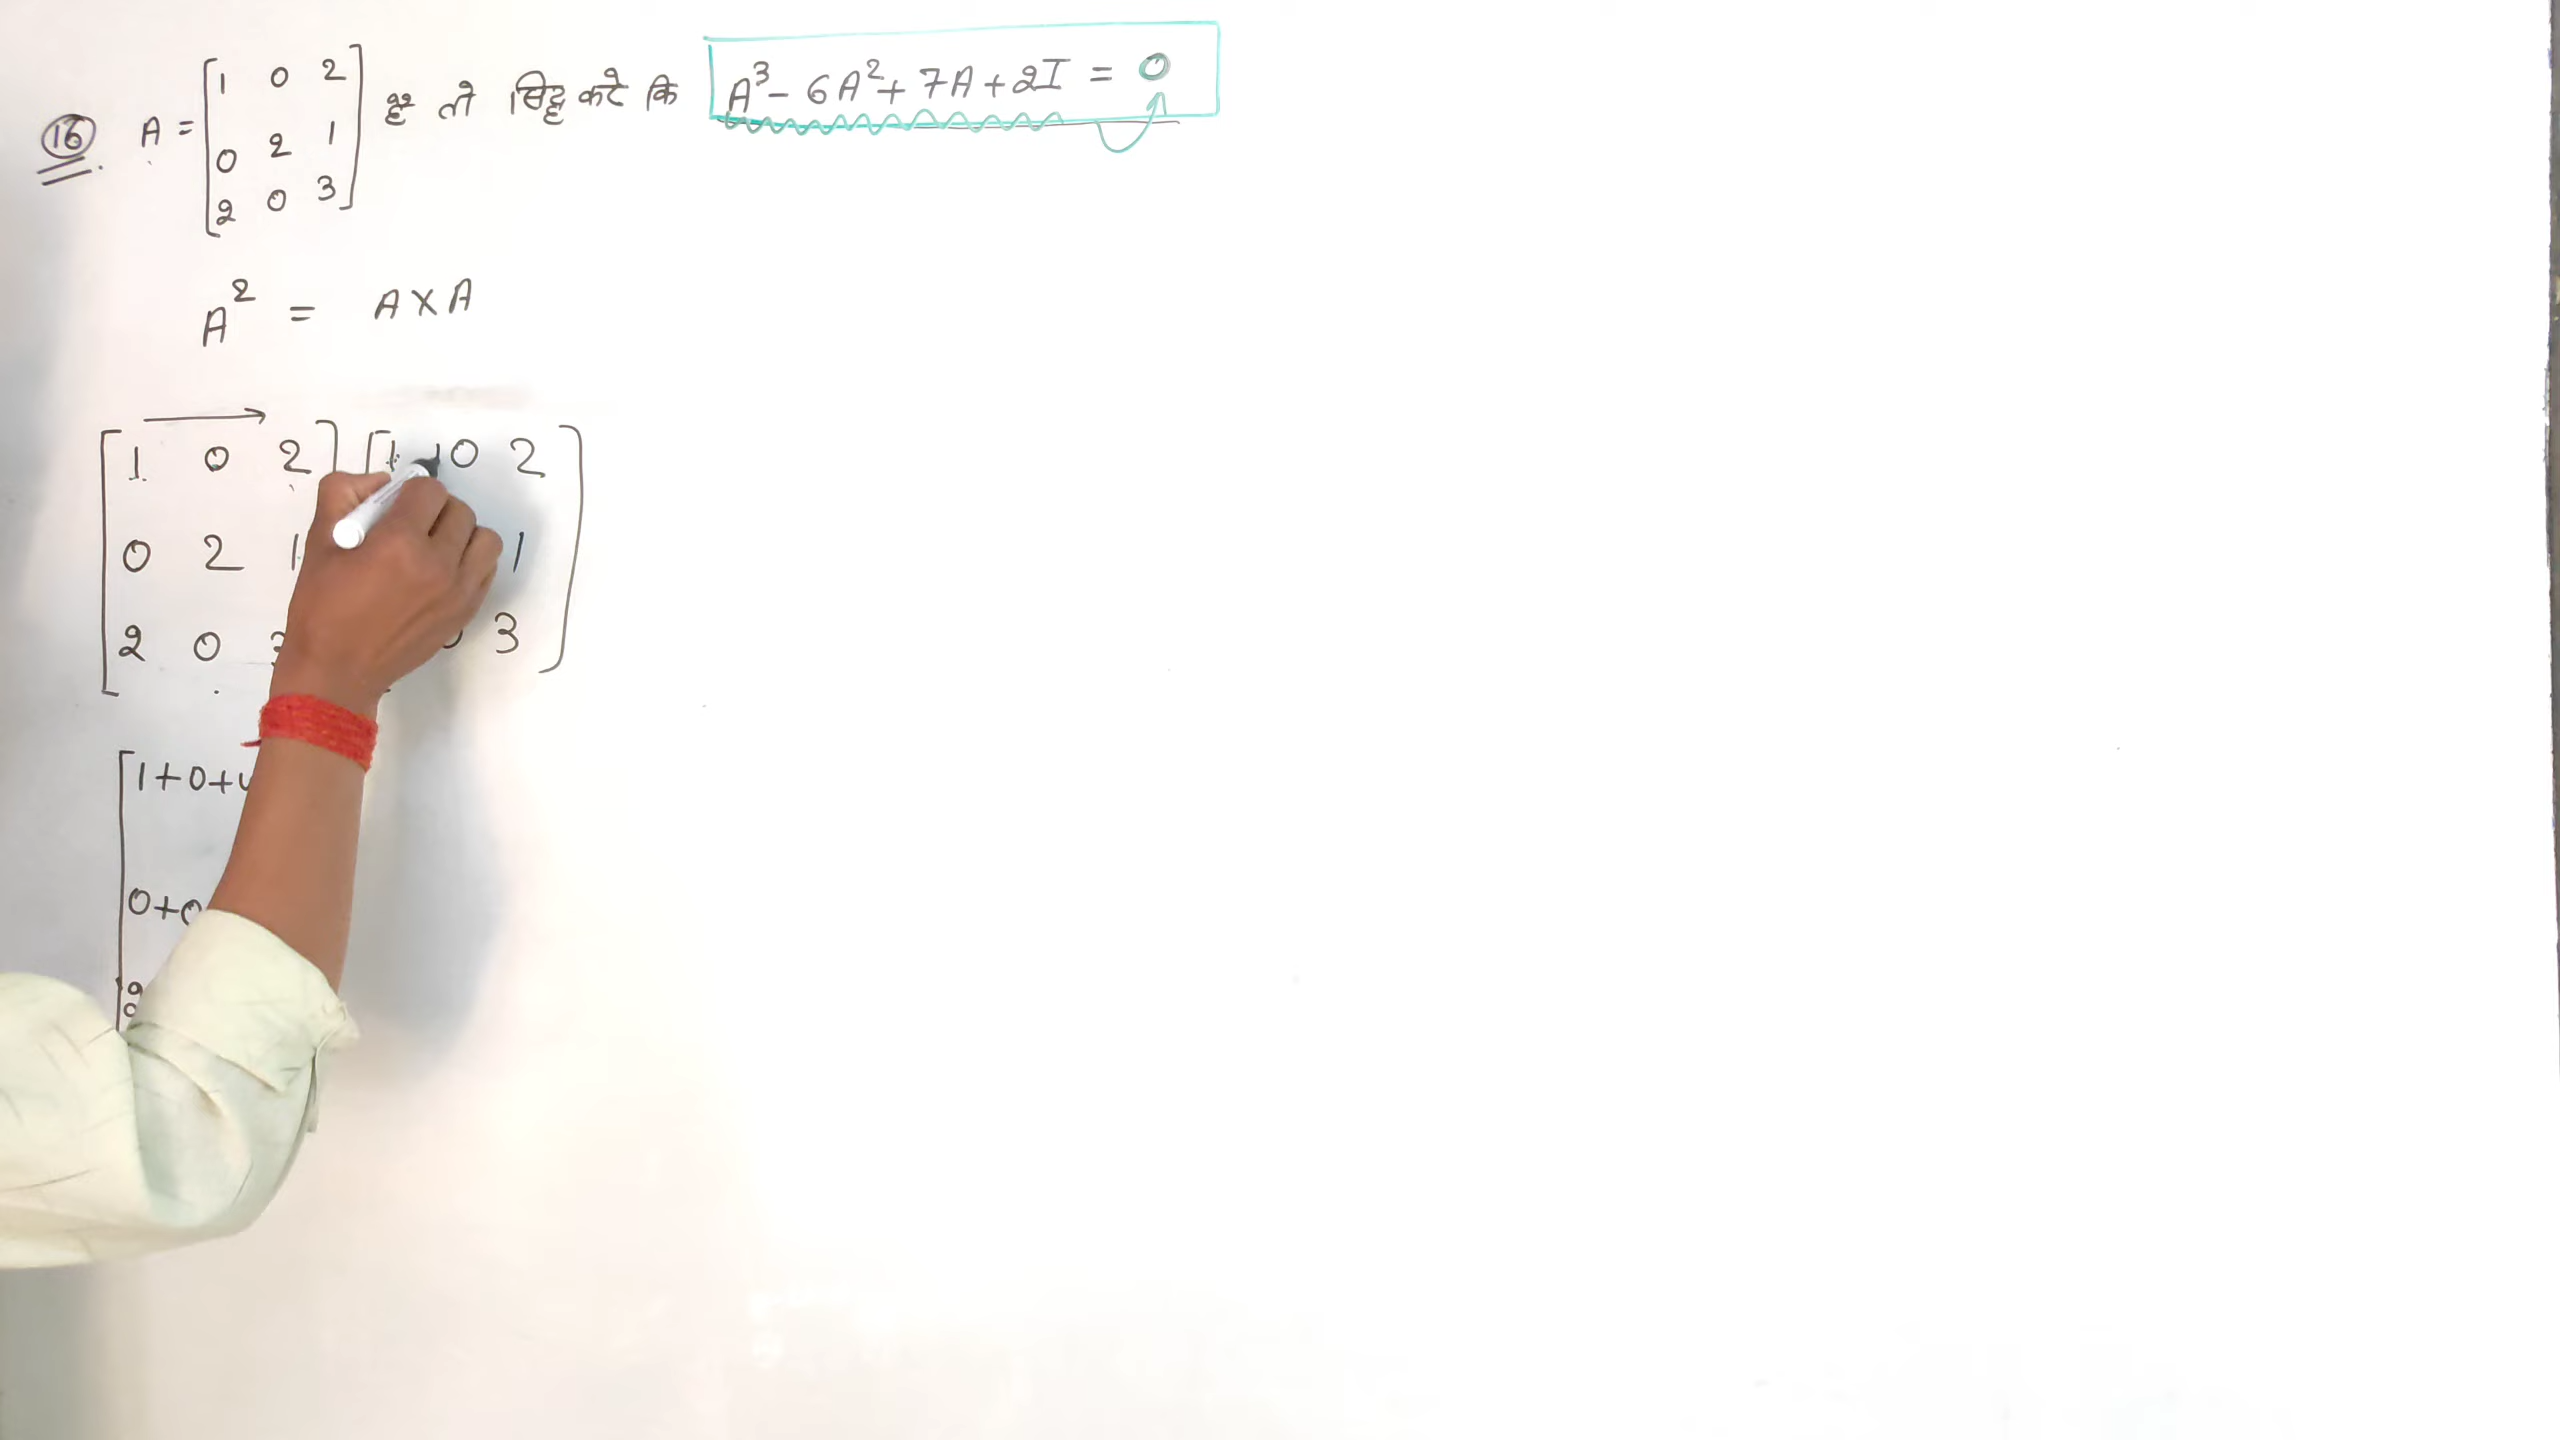 16. A = [1 0 2 है तो सिद्ध करे कि A³ - 6A² + 7A + 2I = 0
0 2 1
2 0 3]
A² = A × A
[1 0 2] [1 0 2]
0 2 1 1
2 0 3
[1+0+
0+0